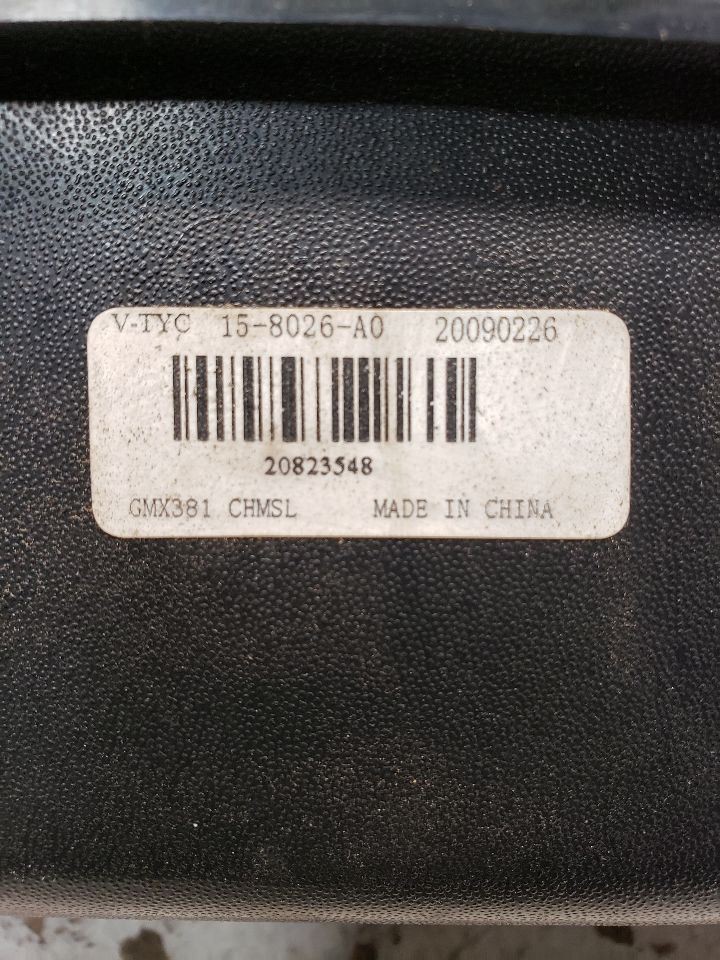 V-TYC 15-8026-A0 20090226
20823548
GMX381 CHMSL MADE IN CHINA